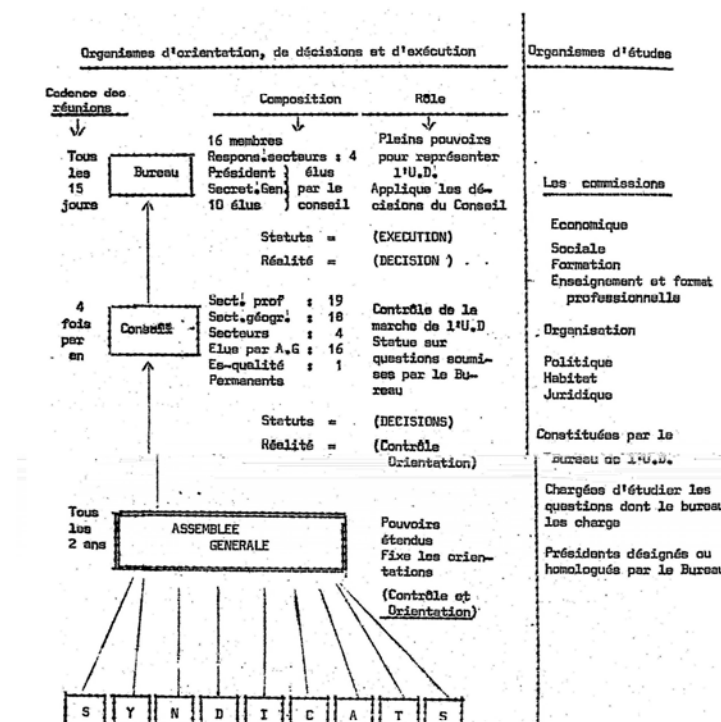 Organismes d'orientation, de décisions et d'exécution
Cadence des
réunions
Composition
Rôle
Tous
les
15
jours
Bureau
16 membres
Respons.secteurs : 4
Président } élus
Secret.Gen} par le
10 élus } conseil
Pleins pouvoirs
pour représenter
l'U.D.
Applique les dé-
cisions du Conseil
Statuts = (EXECUTION)
Réalité = (DECISION )
4
fois
par
an
Conseil
Sect. prof : 19
Sect.géogr. : 18
Secteurs : 4
Elus par A.G : 16
Es-qualité : 1
Permanents
Contrôle de la
marche de l'U.D
Statue sur
questions soumi-
ses par le Bu-
reau
Statuts = (DECISIONS)
Réalité = (Contrôle
Orientation)
Tous
les
2 ans
ASSEMBLEE
GENERALE
Pouvoirs
étendus
Fixe les orien-
tations
(Contrôle et
Orientation)
S Y N D I C A T S
Organismes d'études
Les commissions
Economique
Sociale
Formation
Enseignement et format
professionnelle
Organisation
Politique
Habitat
Juridique
Constituées par le
Bureau de l'U.D.
Chargées d'étudier les
questions dont le bureau
les charge
Présidents désignés ou
homologués par le Bureau